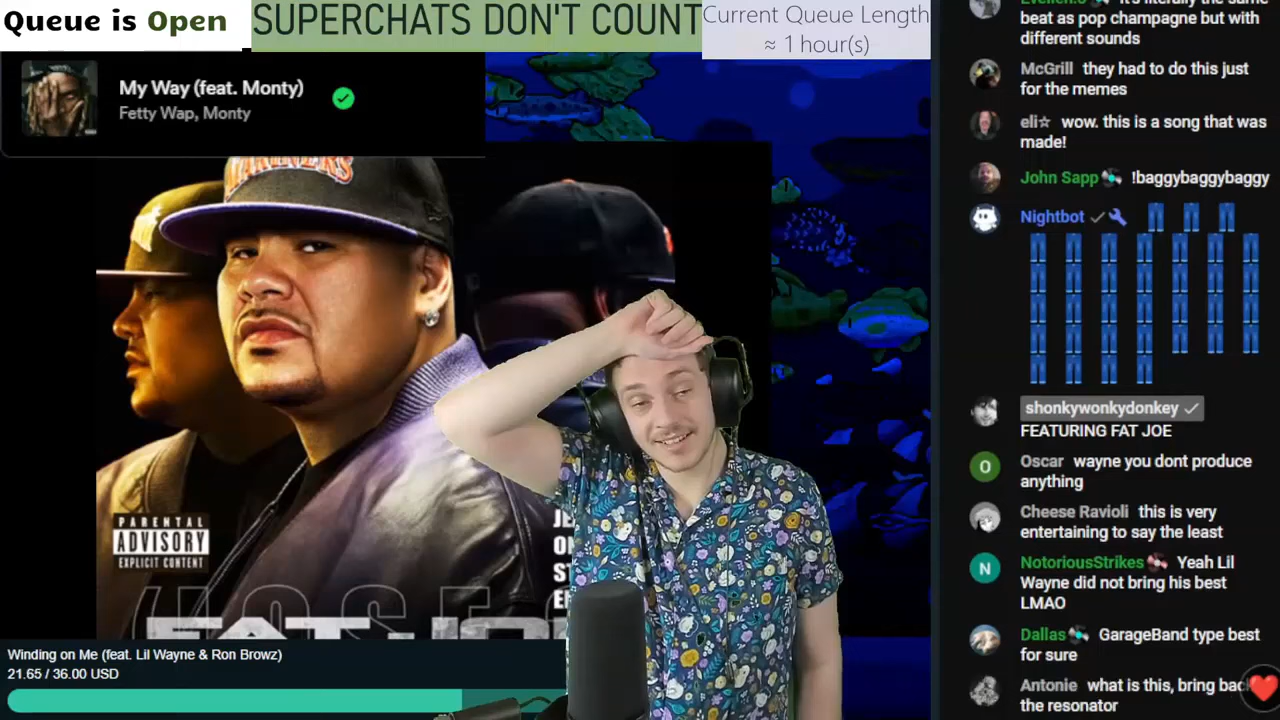 Queue is Open
SUPERCHATS DON'T COUNT
Current Queue Length
≈ 1 hour(s)
My Way (feat. Monty)
Fetty Wap, Monty
PARENTAL
ADVISORY
EXPLICIT CONTENT
Winding on Me (feat. Lil Wayne & Ron Browz)
21.65 / 36.00 USD
beat as pop champagne but with
different sounds
McGrill they had to do this just
for the memes
eli☆ wow. this is a song that was
made!
John Sapp !baggybaggybaggy
Nightbot
shonkywonkydonkey
FEATURING FAT JOE
Oscar wayne you dont produce
anything
Cheese Ravioli this is very
entertaining to say the least
NotoriousStrikes Yeah Lil
Wayne did not bring his best
LMAO
Dallas GarageBand type best
for sure
Antonie what is this, bring bac
the resonator